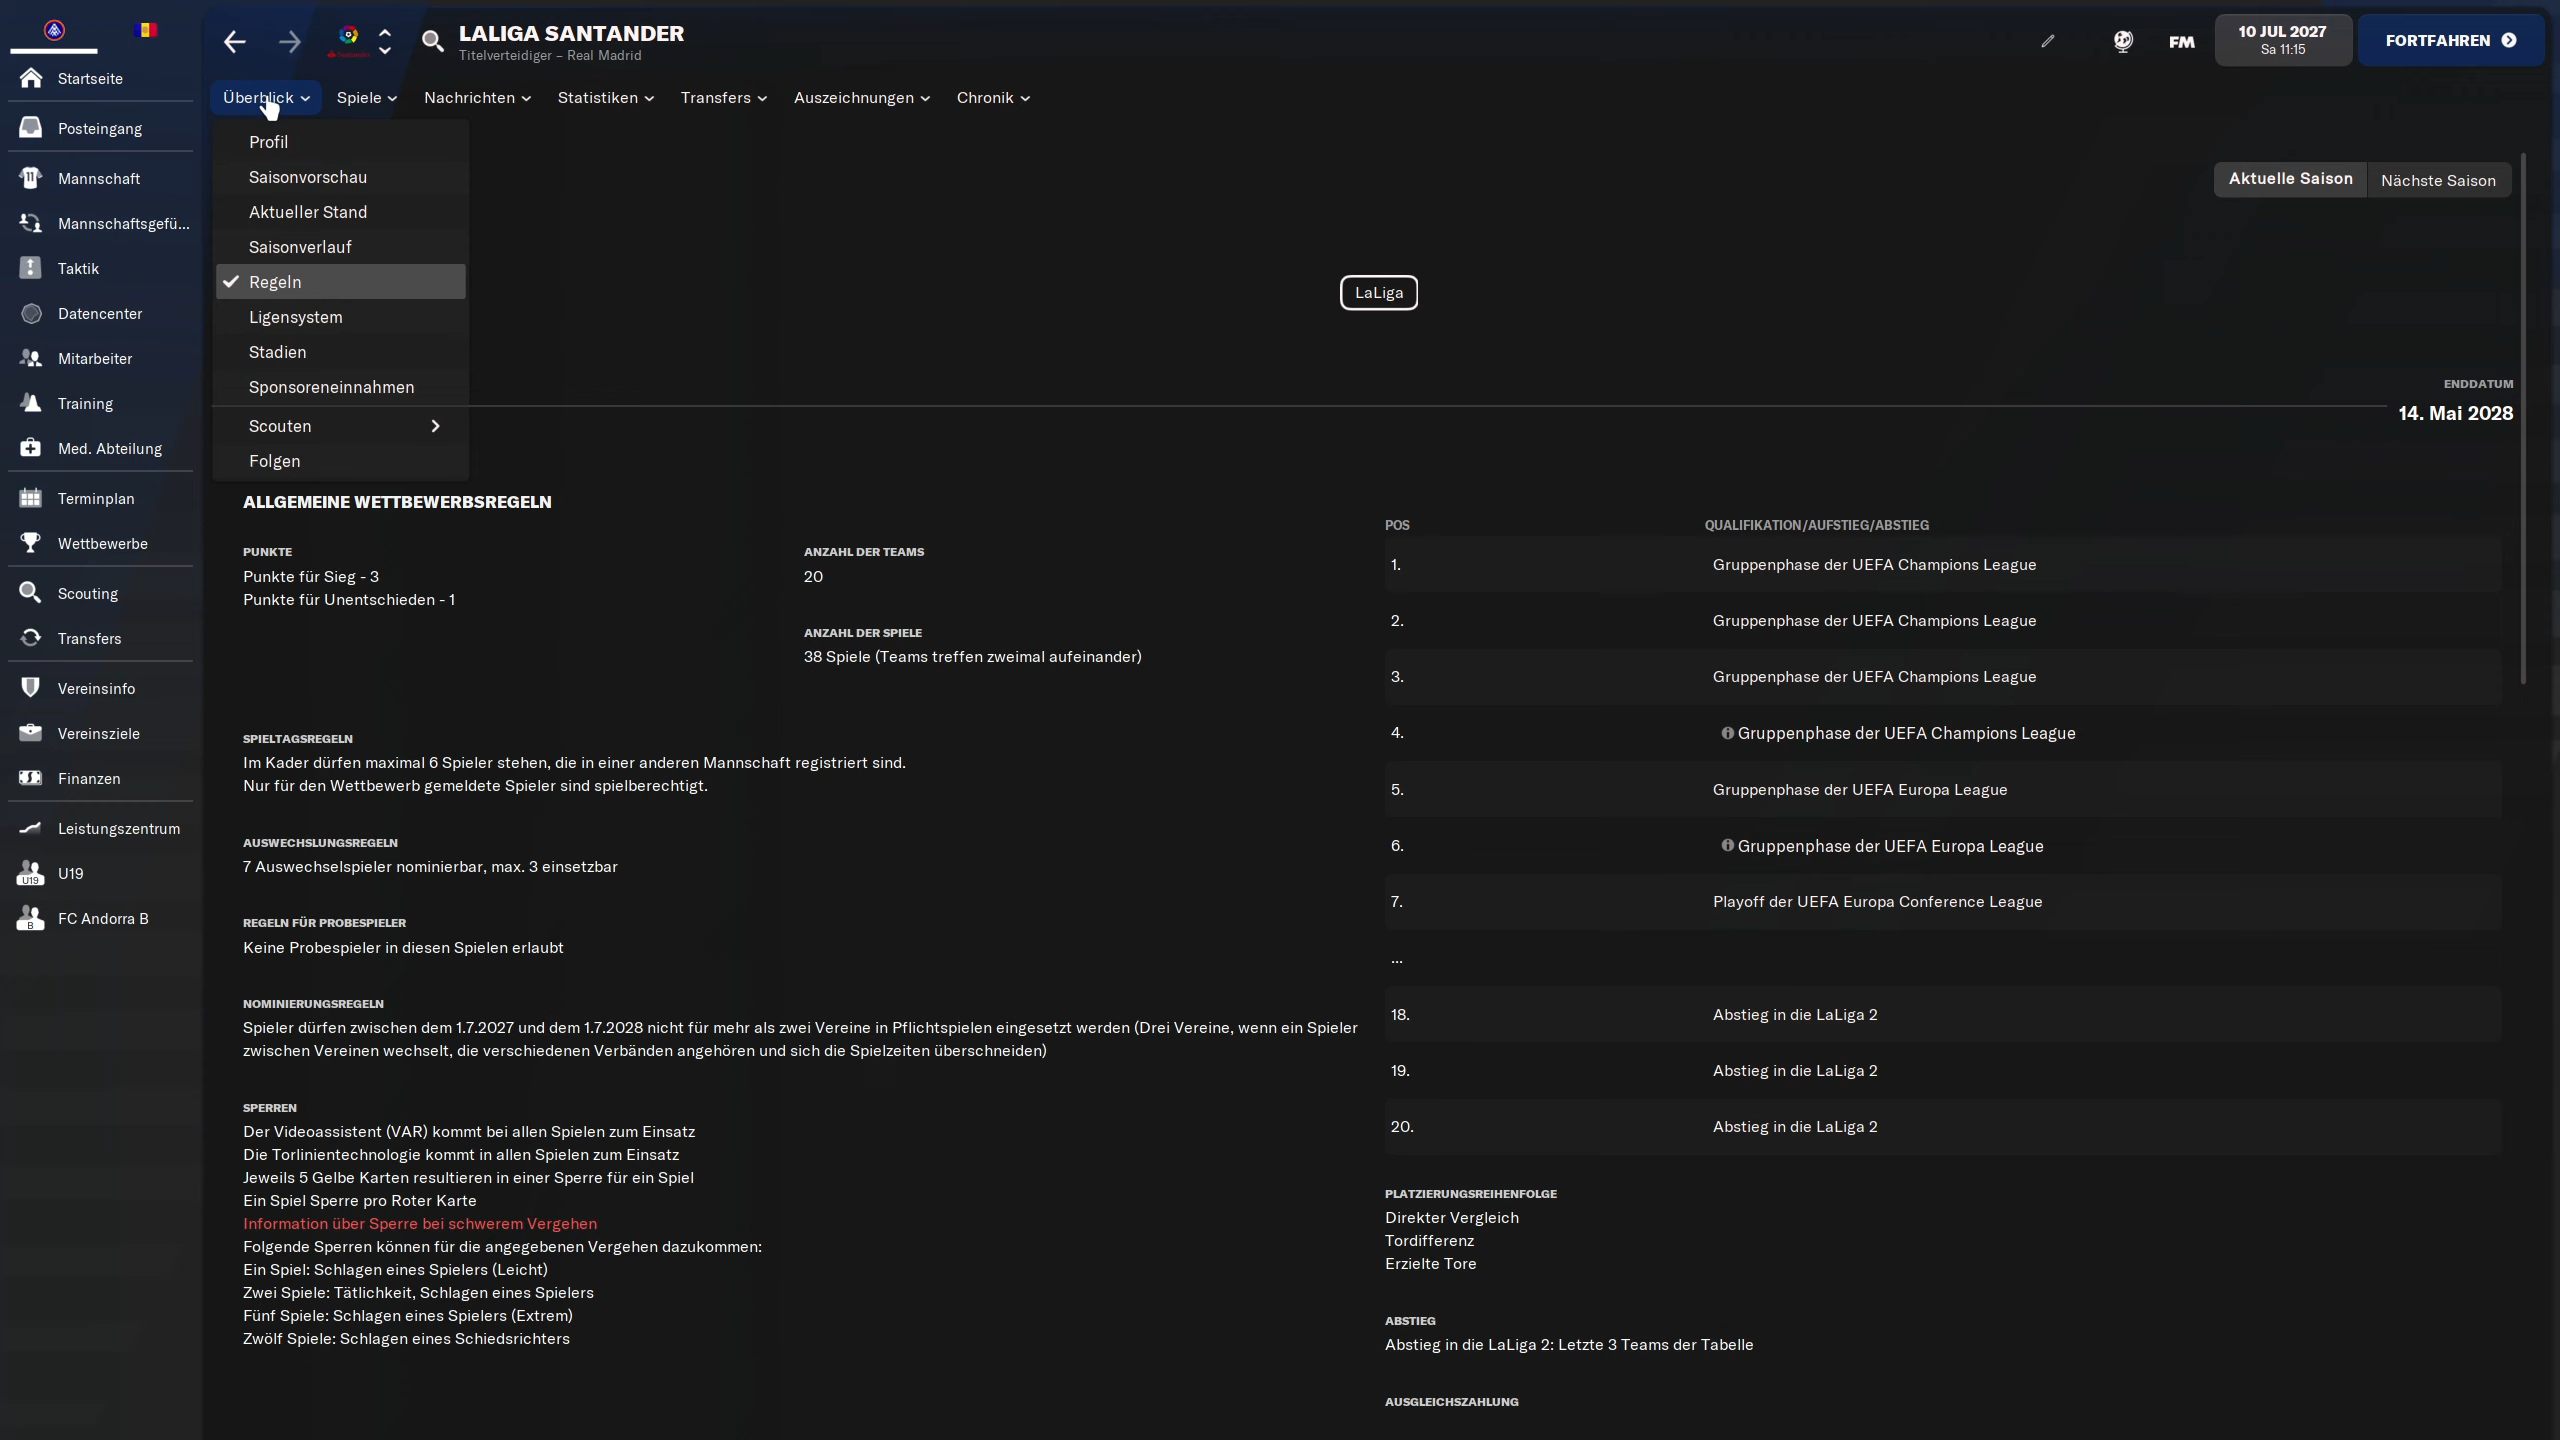 LALIGA SANTANDER
Titelverteidiger – Real Madrid
FM
10 JUL 2027
Sa 11:15
FORTFAHREN
Startseite
Posteingang
Mannschaft
Mannschaftsgefü...
Taktik
Datencenter
Mitarbeiter
Training
Med. Abteilung
Terminplan
Wettbewerbe
Scouting
Transfers
Vereinsinfo
Vereinsziele
Finanzen
Leistungszentrum
U19
U19
B
FC Andorra B
Überblick
Spiele
Nachrichten
Statistiken
Transfers
Auszeichnungen
Chronik
Profil
Saisonvorschau
Aktueller Stand
Saisonverlauf
Regeln
Ligensystem
Stadien
Sponsoreneinnahmen
Scouten
Folgen
Aktuelle Saison
Nächste Saison
LaLiga
ENDDATUM
14. Mai 2028
ALLGEMEINE WETTBEWERBSREGELN
PUNKTE
Punkte für Sieg - 3
Punkte für Unentschieden - 1
ANZAHL DER TEAMS
20
ANZAHL DER SPIELE
38 Spiele (Teams treffen zweimal aufeinander)
SPIELTAGSREGELN
Im Kader dürfen maximal 6 Spieler stehen, die in einer anderen Mannschaft registriert sind.
Nur für den Wettbewerb gemeldete Spieler sind spielberechtigt.
AUSWECHSLUNGSREGELN
7 Auswechselspieler nominierbar, max. 3 einsetzbar
REGELN FÜR PROBESPIELER
Keine Probespieler in diesen Spielen erlaubt
NOMINIERUNGSREGELN
Spieler dürfen zwischen dem 1.7.2027 und dem 1.7.2028 nicht für mehr als zwei Vereine in Pflichtspielen eingesetzt werden (Drei Vereine, wenn ein Spieler
zwischen Vereinen wechselt, die verschiedenen Verbänden angehören und sich die Spielzeiten überschneiden)
SPERREN
Der Videoassistent (VAR) kommt bei allen Spielen zum Einsatz
Die Torlinientechnologie kommt in allen Spielen zum Einsatz
Jeweils 5 Gelbe Karten resultieren in einer Sperre für ein Spiel
Ein Spiel Sperre pro Roter Karte
Information über Sperre bei schwerem Vergehen
Folgende Sperren können für die angegebenen Vergehen dazukommen:
Ein Spiel: Schlagen eines Spielers (Leicht)
Zwei Spiele: Tätlichkeit, Schlagen eines Spielers
Fünf Spiele: Schlagen eines Spielers (Extrem)
Zwölf Spiele: Schlagen eines Schiedsrichters
POS QUALIFIKATION/AUFSTIEG/ABSTIEG
1. Gruppenphase der UEFA Champions League
2. Gruppenphase der UEFA Champions League
3. Gruppenphase der UEFA Champions League
4. Gruppenphase der UEFA Champions League
5. Gruppenphase der UEFA Europa League
6. Gruppenphase der UEFA Europa League
7. Playoff der UEFA Europa Conference League
...
18. Abstieg in die LaLiga 2
19. Abstieg in die LaLiga 2
20. Abstieg in die LaLiga 2
PLATZIERUNGSREIHENFOLGE
Direkter Vergleich
Tordifferenz
Erzielte Tore
ABSTIEG
Abstieg in die LaLiga 2: Letzte 3 Teams der Tabelle
AUSGLEICHSZAHLUNG